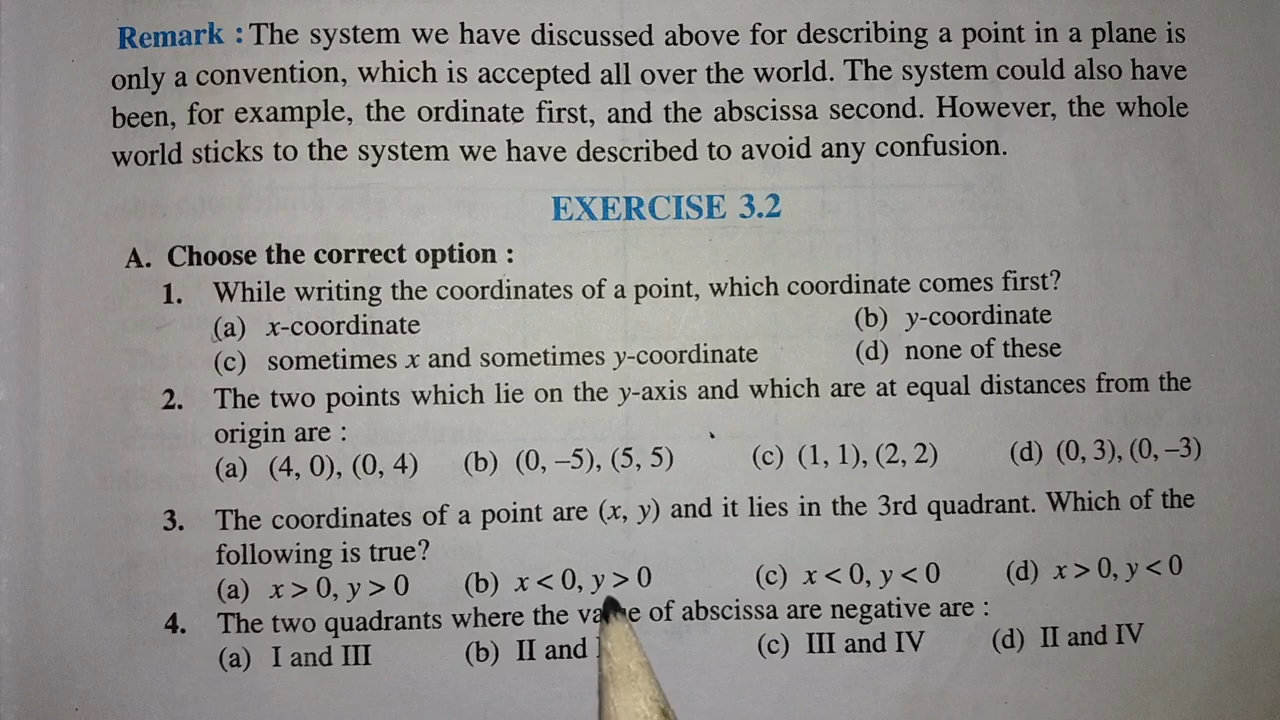 Remark : The system we have discussed above for describing a point in a plane is
only a convention, which is accepted all over the world. The system could also have
been, for example, the ordinate first, and the abscissa second. However, the whole
world sticks to the system we have described to avoid any confusion.
EXERCISE 3.2
A. Choose the correct option :
1. While writing the coordinates of a point, which coordinate comes first?
(a) x-coordinate (b) y-coordinate
(c) sometimes x and sometimes y-coordinate (d) none of these
2. The two points which lie on the y-axis and which are at equal distances from the
origin are :
(a) (4, 0), (0, 4) (b) (0, –5), (5, 5) (c) (1, 1), (2, 2) (d) (0, 3), (0, –3)
3. The coordinates of a point are (x, y) and it lies in the 3rd quadrant. Which of the
following is true?
(a) x > 0, y > 0 (b) x < 0, y > 0 (c) x < 0, y < 0 (d) x > 0, y < 0
4. The two quadrants where the of abscissa are negative are :
(a) I and III (b) II and (c) III and IV (d) II and IV